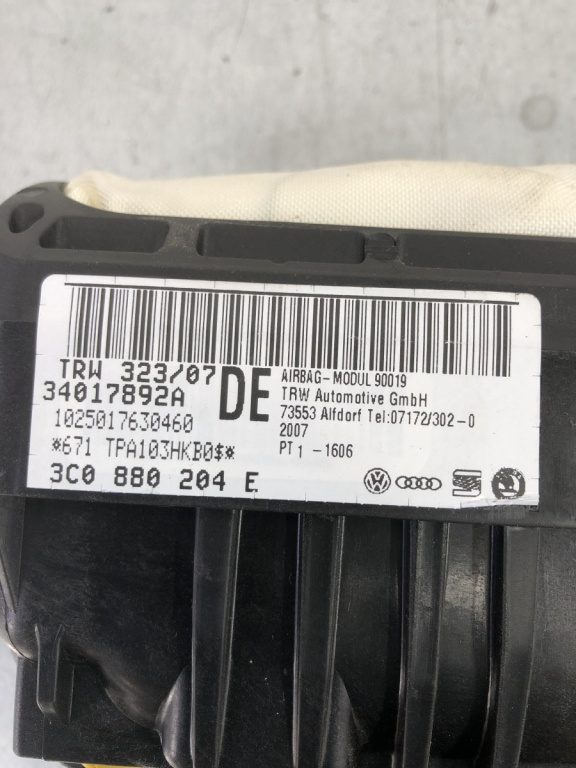 TRW 323/07
34017892A
DE
1025017630460
*671 TPA103HKB0$*
3C0 880 204 E
AIRBAG-MODUL 90019
TRW Automotive GmbH
73553 Alfdorf Tel:07172/302-0
2007
PT 1 -1606